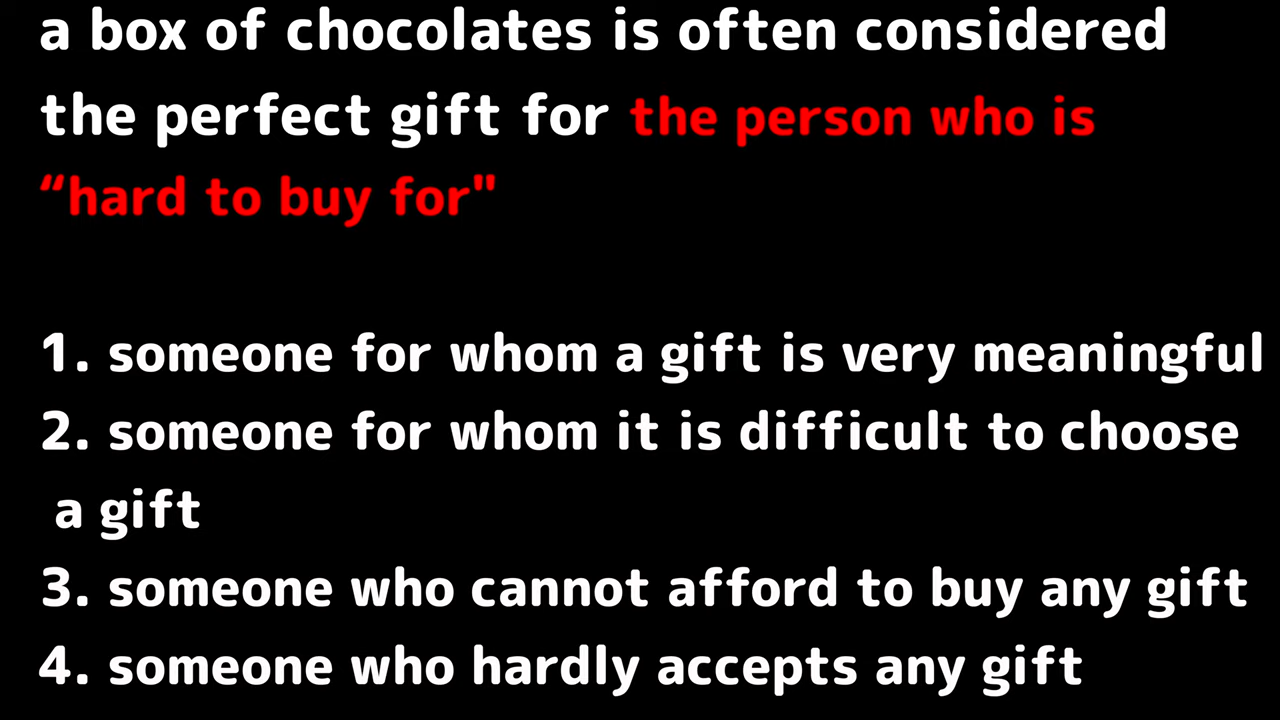 a box of chocolates is often considered
the perfect gift for the person who is
“hard to buy for"
1. someone for whom a gift is very meaningful
2. someone for whom it is difficult to choose
a gift
3. someone who cannot afford to buy any gift
4. someone who hardly accepts any gift